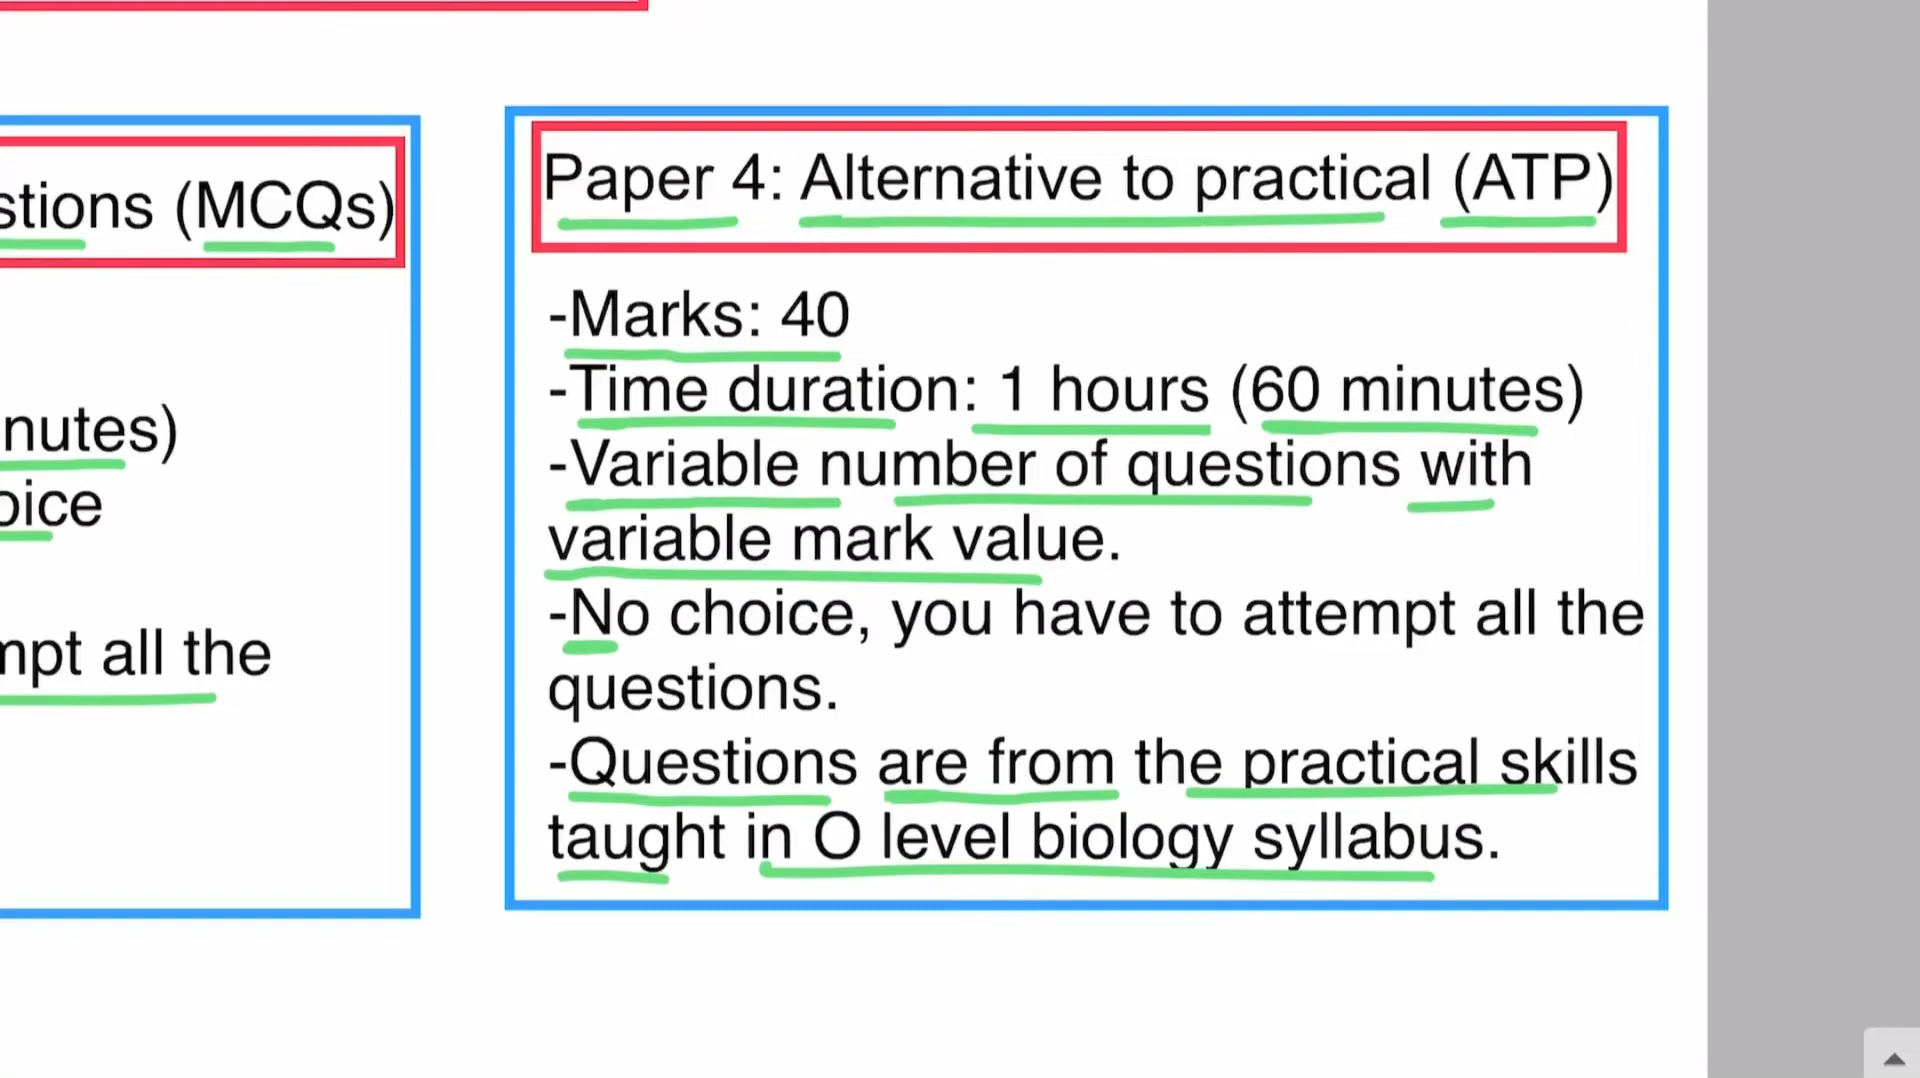 stions (MCQs)
nutes)
oice
mpt all the
Paper 4: Alternative to practical (ATP)
-Marks: 40
-Time duration: 1 hours (60 minutes)
-Variable number of questions with
variable mark value.
-No choice, you have to attempt all the
questions.
-Questions are from the practical skills
taught in O level biology syllabus.